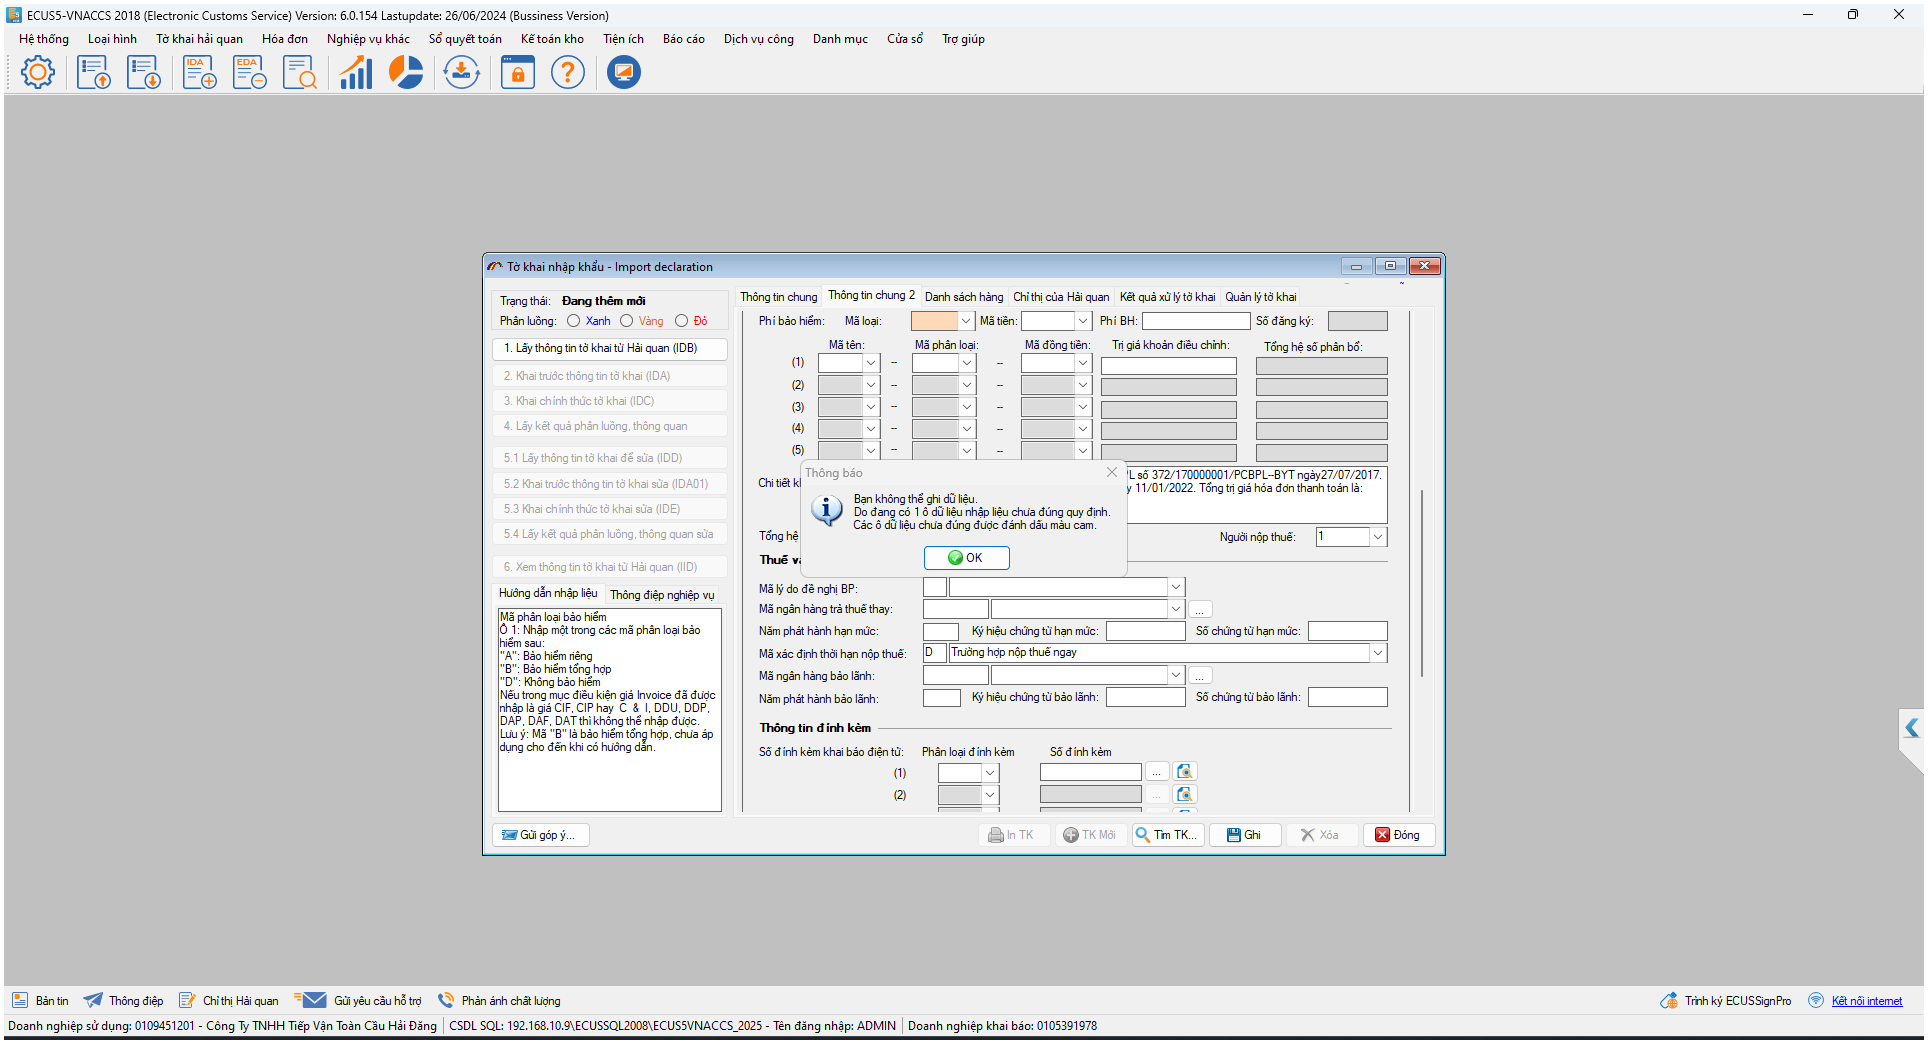 ECUS5-VNACCS 2018 (Electronic Customs Service) Version: 6.0.154 Lastupdate: 26/06/2024 (Bussiness Version)
Hệ thống Loại hình Tờ khai hải quan Hóa đơn Nghiệp vụ khác Sổ quyết toán Kế toán kho Tiện ích Báo cáo Dịch vụ công Danh mục Cửa sổ Trợ giúp
IDA EDA
Tờ khai nhập khẩu - Import declaration
Trạng thái: Đang thêm mới
Phân luồng: Xanh Vàng Đỏ
1. Lấy thông tin tờ khai từ Hải quan (IDB)
2. Khai trước thông tin tờ khai (IDA)
3. Khai chính thức tờ khai (IDC)
4. Lấy kết quả phân luồng, thông quan
5.1 Lấy thông tin tờ khai để sửa (IDD)
5.2 Khai trước thông tin tờ khai sửa (IDA01)
5.3 Khai chính thức tờ khai sửa (IDE)
5.4 Lấy kết quả phân luồng, thông quan sửa
6. Xem thông tin tờ khai từ Hải quan (IID)
Hướng dẫn nhập liệu Thông điệp nghiệp vụ
Mã phân loại bảo hiểm
Ô 1: Nhập một trong các mã phân loại bảo
hiểm sau:
"A": Bảo hiểm riêng
"B": Bảo hiểm tổng hợp
"D": Không bảo hiểm
Nếu trong mục điều kiện giá Invoice đã được
nhập là giá CIF, CIP hay C & I, DDU, DDP,
DAP, DAF, DAT thì không thể nhập được.
Lưu ý: Mã "B" là bảo hiểm tổng hợp, chưa áp
dụng cho đến khi có hướng dẫn.
Thông tin chung Thông tin chung 2 Danh sách hàng Chỉ thị của Hải quan Kết quả xử lý tờ khai Quản lý tờ khai
Phí bảo hiểm: Mã loại: Mã tiền: Phí BH: Số đăng ký:
Mã tên: Mã phân loại: Mã đồng tiền: Trị giá khoản điều chỉnh: Tổng hệ số phân bổ:
(1) -- --
(2) -- --
(3) -- --
(4) -- --
(5) -- --
Chi tiết k
L số 372/170000001/PCBPL--BYT ngày27/07/2017.
y 11/01/2022. Tổng trị giá hóa đơn thanh toán là:
Thông báo
Bạn không thể ghi dữ liệu.
Do đang có 1 ô dữ liệu nhập liệu chưa đúng quy định.
Các ô dữ liệu chưa đúng được đánh dấu màu cam.
OK
Tổng hệ Người nộp thuế: 1
Thuế v
Mã lý do đề nghị BP:
Mã ngân hàng trả thuế thay: ...
Năm phát hành hạn mức: Ký hiệu chứng từ hạn mức: Số chứng từ hạn mức:
Mã xác định thời hạn nộp thuế: D Trường hợp nộp thuế ngay
Mã ngân hàng bảo lãnh: ...
Năm phát hành bảo lãnh: Ký hiệu chứng từ bảo lãnh: Số chứng từ bảo lãnh:
Thông tin đính kèm
Số đính kèm khai báo điện tử: Phân loại đính kèm Số đính kèm
(1) ...
(2) ...
Gửi góp ý... In TK TK Mới Tìm TK... Ghi Xóa Đóng
Bản tin Thông điệp Chỉ thị Hải quan Gửi yêu cầu hỗ trợ Phản ánh chất lượng Trình ký ECUSSignPro Kết nối internet
Doanh nghiệp sử dụng: 0109451201 - Công Ty TNHH Tiếp Vận Toàn Cầu Hải Đăng CSDL SQL: 192.168.10.9\ECUSSQL2008\ECUS5VNACCS_2025 - Tên đăng nhập: ADMIN Doanh nghiệp khai báo: 0105391978